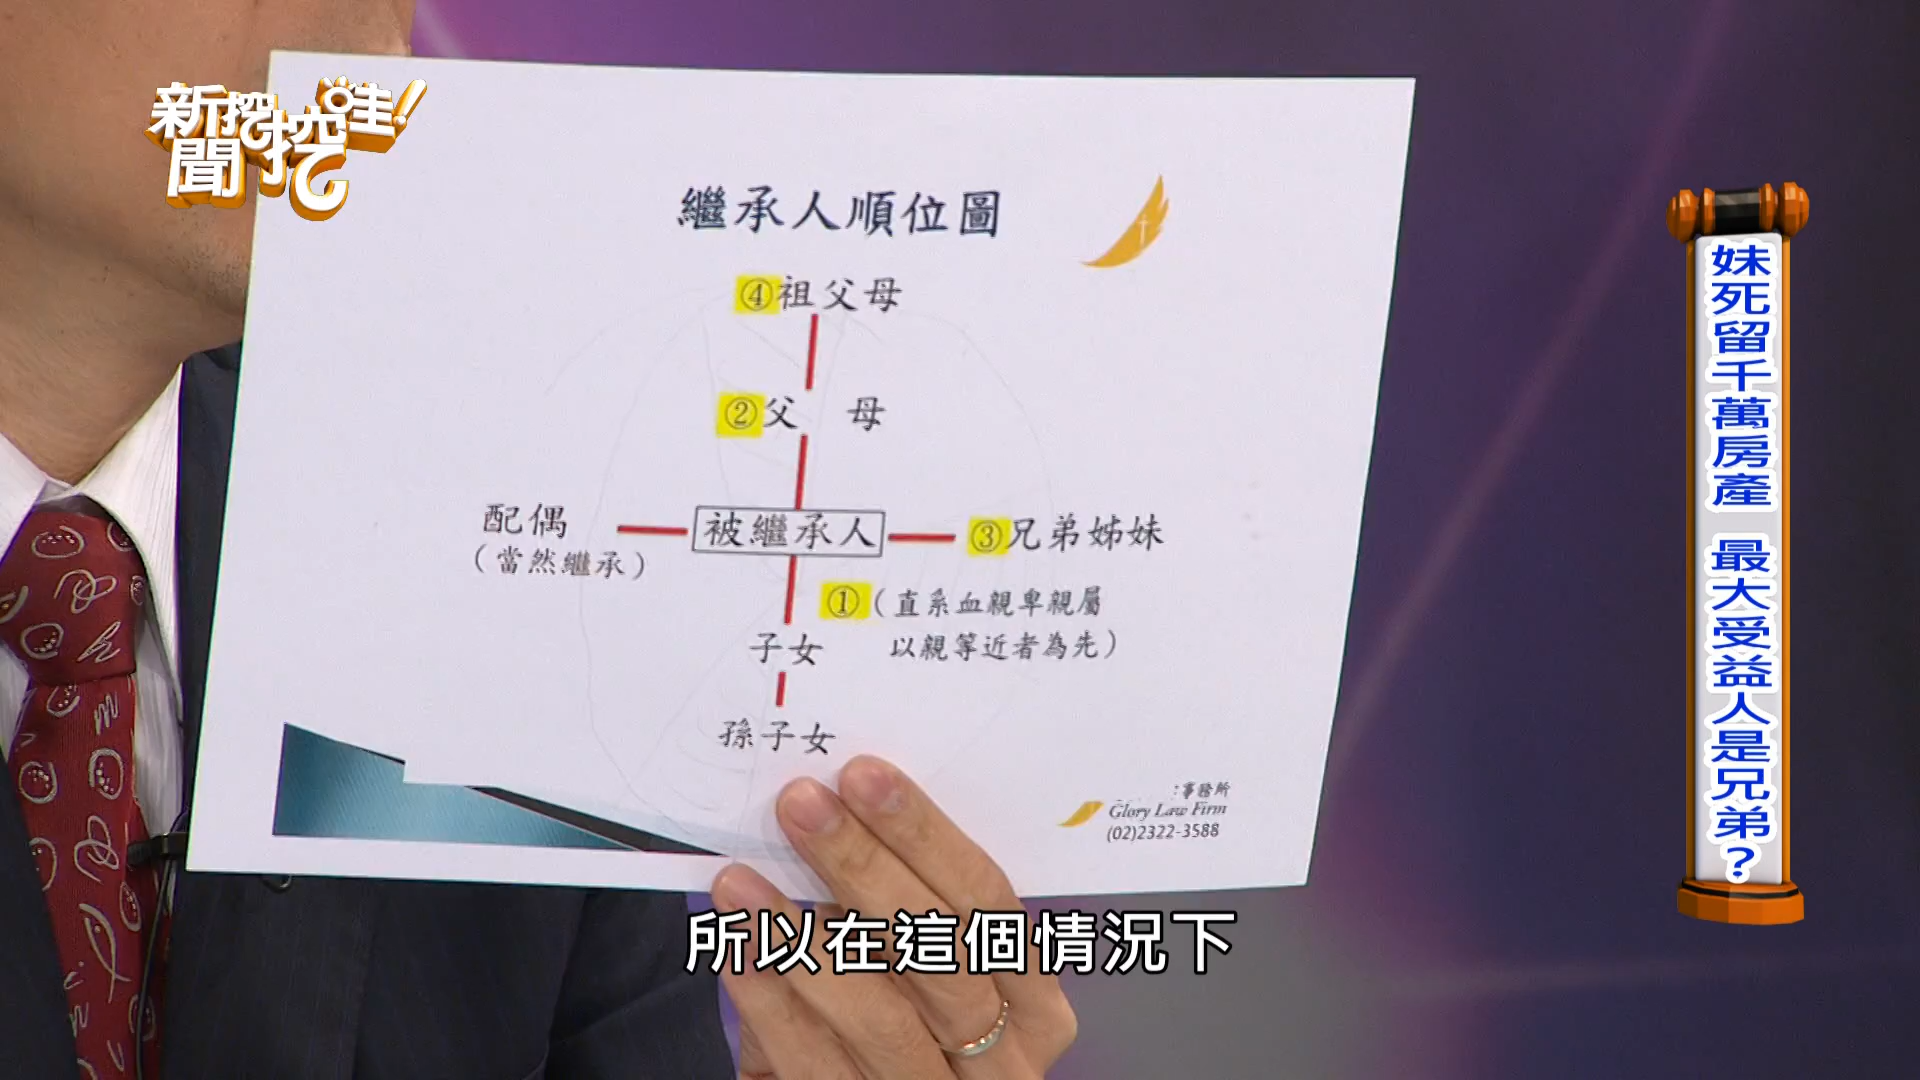 新聞挖挖哇!
繼承人順位圖
④祖父母
②父 母
配偶
(當然繼承)
被繼承人
③兄弟姊妹
①(直系血親卑親屬
以親等近者為先)
子女
孫子女
事務所
Glory Law Firm
(02)2322-3588
妹死留千萬房產 最大受益人是兄弟?
所以在這個情況下